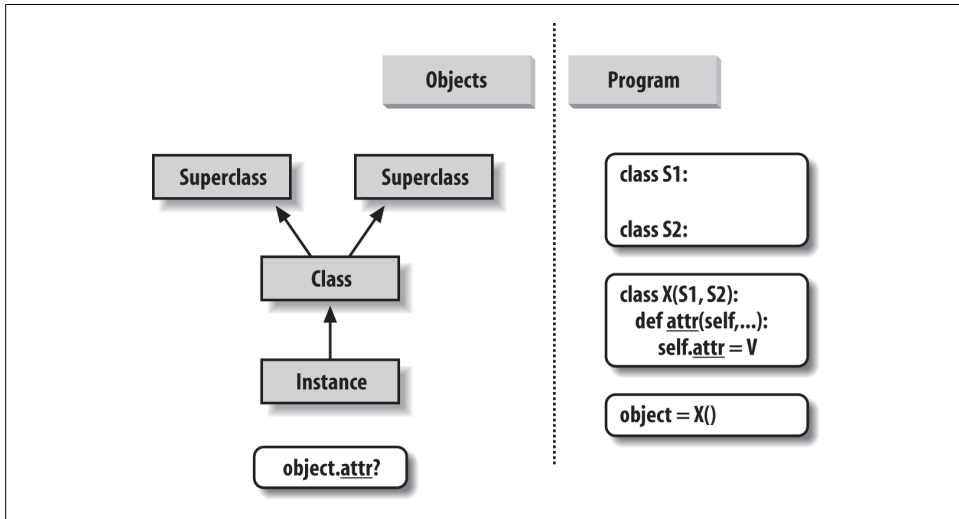 Objects
Program
Superclass
Superclass
Class
Instance
object.attr?
class S1:
class S2:
class X(S1, S2):
def attr(self,...):
self.attr = V
object = X()